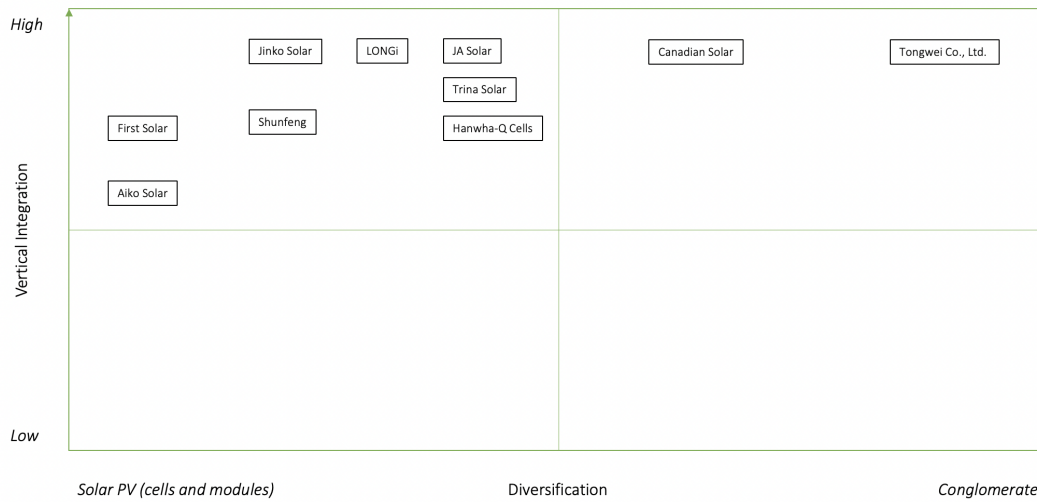 High
Jinko Solar
LONGi
JA Solar
Canadian Solar
Tongwei Co., Ltd.
Trina Solar
First Solar
Shunfeng
Hanwha-Q Cells
Aiko Solar
Vertical Integration
Low
Solar PV (cells and modules)
Diversification
Conglomerate